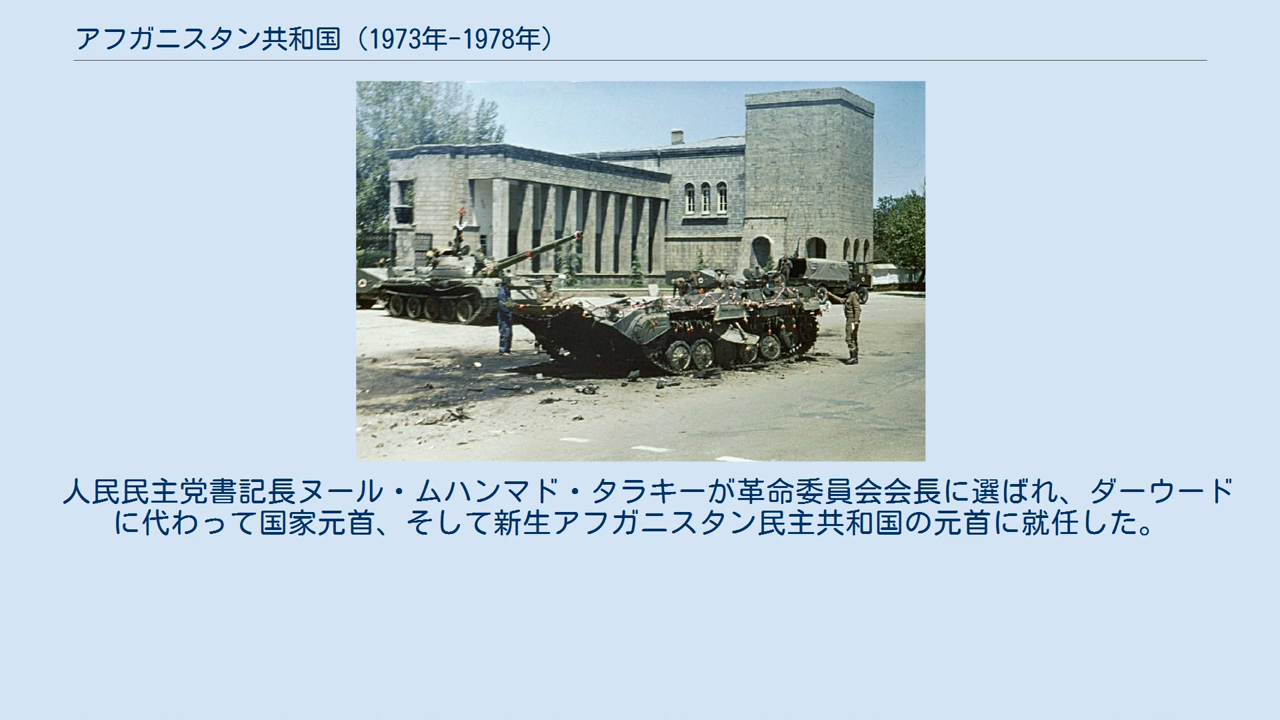 アフガニスタン共和国（1973年-1978年）
人民民主党書記長ヌール・ムハンマド・タラキーが革命委員会会長に選ばれ、ダーウード
に代わって国家元首、そして新生アフガニスタン民主共和国の元首に就任した。